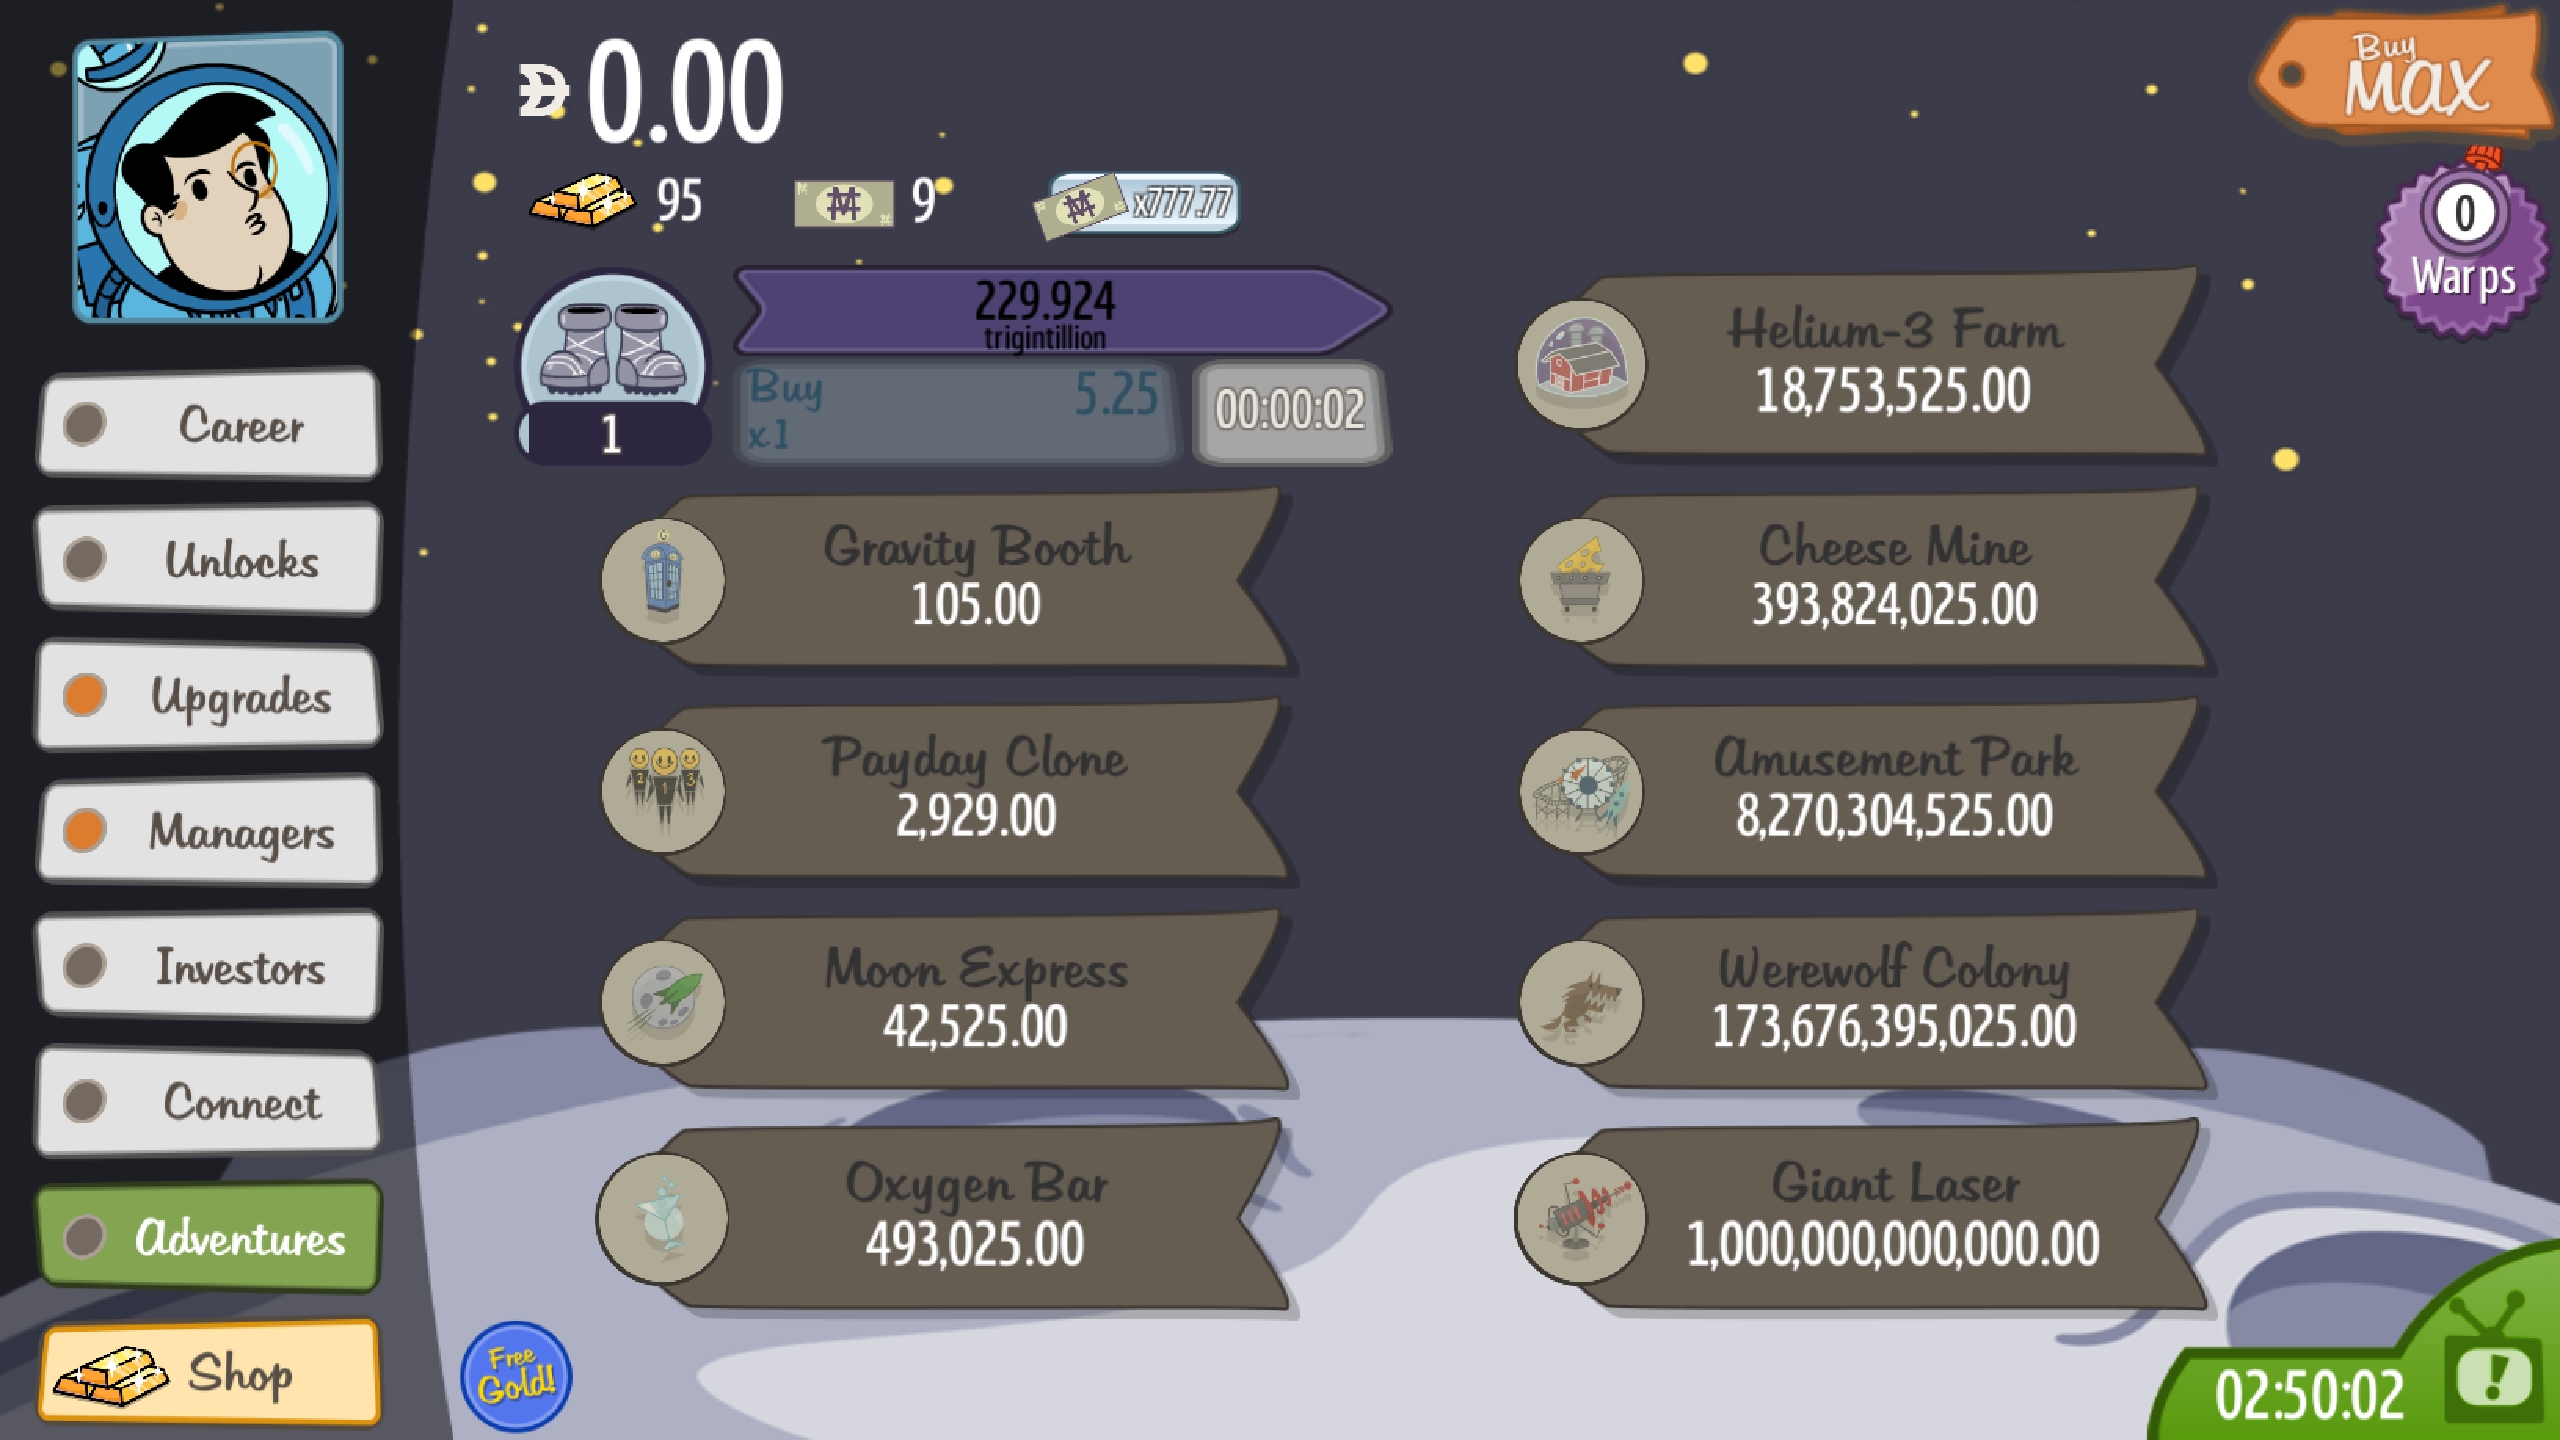 Buy
MAX
0.00
95
9
x777.77
0
Warps
229.924
trigintillion
Buy
x1
5.25
00:00:02
1
Helium-3 Farm
18,753,525.00
Gravity Booth
105.00
Cheese Mine
393,824,025.00
Payday Clone
2,929.00
Amusement Park
8,270,304,525.00
Moon Express
42,525.00
Werewolf Colony
173,676,395,025.00
Oxygen Bar
493,025.00
Giant Laser
1,000,000,000,000.00
Career
Unlocks
Upgrades
Managers
Investors
Connect
Adventures
Shop
Free
Gold!
02:50:02
!